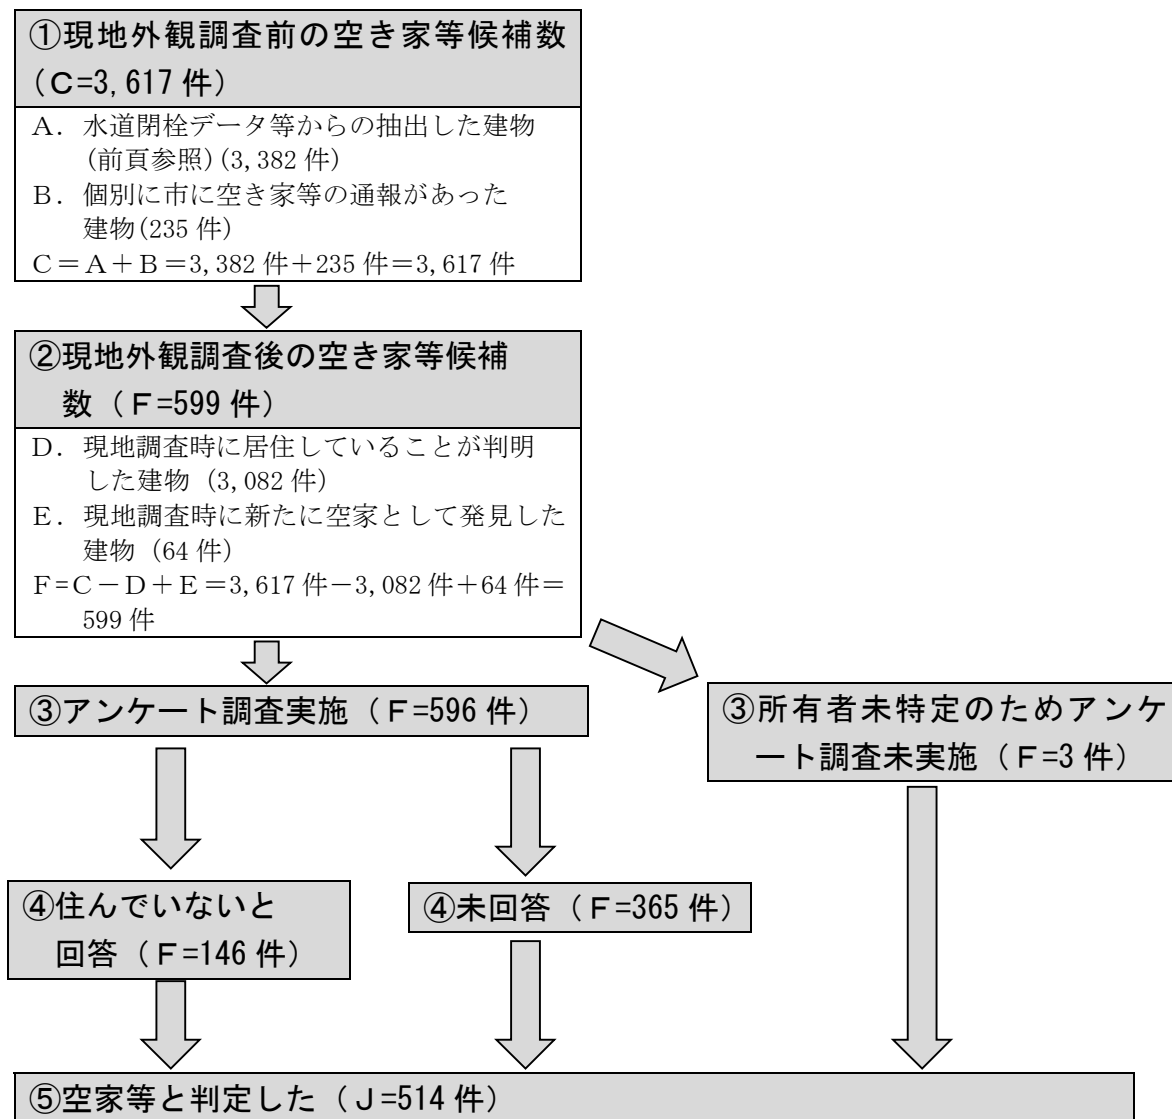 ①現地外観調査前の空き家等候補数
（Ｃ=3,617 件）
Ａ．水道閉栓データ等からの抽出した建物
(前頁参照)(3,382 件)
Ｂ．個別に市に空き家等の通報があった
建物(235 件)
Ｃ＝Ａ＋Ｂ＝3,382 件＋235 件＝3,617 件
②現地外観調査後の空き家等候補
数（Ｆ=599 件）
Ｄ．現地調査時に居住していることが判明
した建物（3,082 件）
Ｅ．現地調査時に新たに空家として発見した
建物（64 件）
Ｆ=Ｃ－Ｄ＋Ｅ＝3,617 件－3,082 件＋64 件＝
599 件
③アンケート調査実施（Ｆ=596 件）
③所有者未特定のためアンケ
ート調査未実施（Ｆ=3 件）
④住んでいないと
回答（Ｆ=146 件）
④未回答（Ｆ=365 件）
⑤空家等と判定した（Ｊ=514 件）